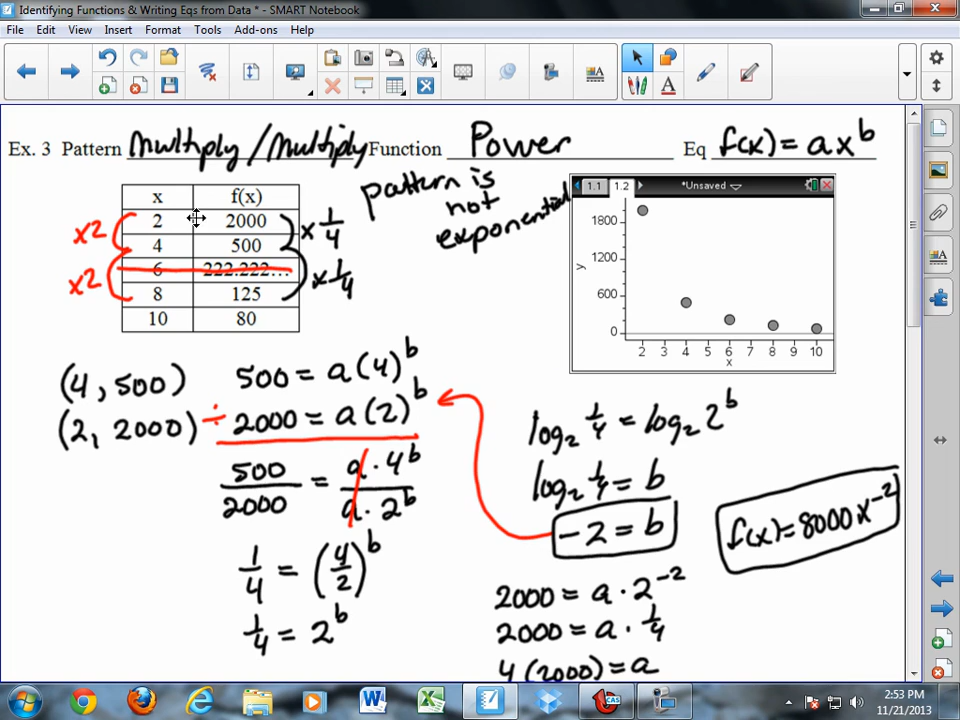 Identifying Functions & Writing Eqs from Data * - SMART Notebook
File Edit View Insert Format Tools Add-ons Help
Ex. 3 Pattern Multiply/Multiply Function Power Eq f(x) = ax^b
pattern is
not
exponential
x f(x)
2 2000
4 500
6 222.222…
8 125
10 80
x2
x2
x 1/4
x 1/4
1.1 1.2 *Unsaved
1800
1200
y
600
0
2 3 4 5 6 7 8 9 10
x
(4, 500)
(2, 2000)
500 = a(4)^b
÷ 2000 = a(2)^b
500/2000 = a·4^b/a·2^b
1/4 = (4/2)^b
1/4 = 2^b
log₂ 1/4 = log₂ 2^b
log₂ 1/4 = b
-2 = b
2000 = a·2^-2
2000 = a·1/4
4(2000) = a
f(x) = 8000x^-2
2:53 PM
11/21/2013
CAS